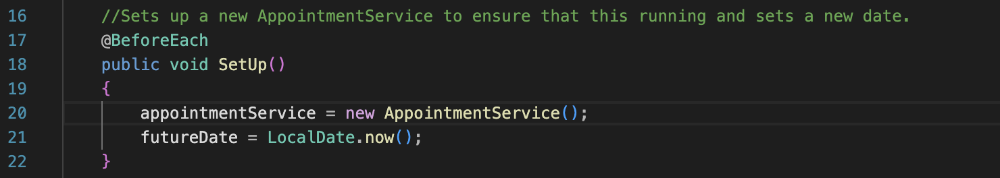 16 //Sets up a new AppointmentService to ensure that this running and sets a new date.
17 @BeforeEach
18 public void SetUp()
19 {
20 appointmentService = new AppointmentService();
21 futureDate = LocalDate.now();
22 }